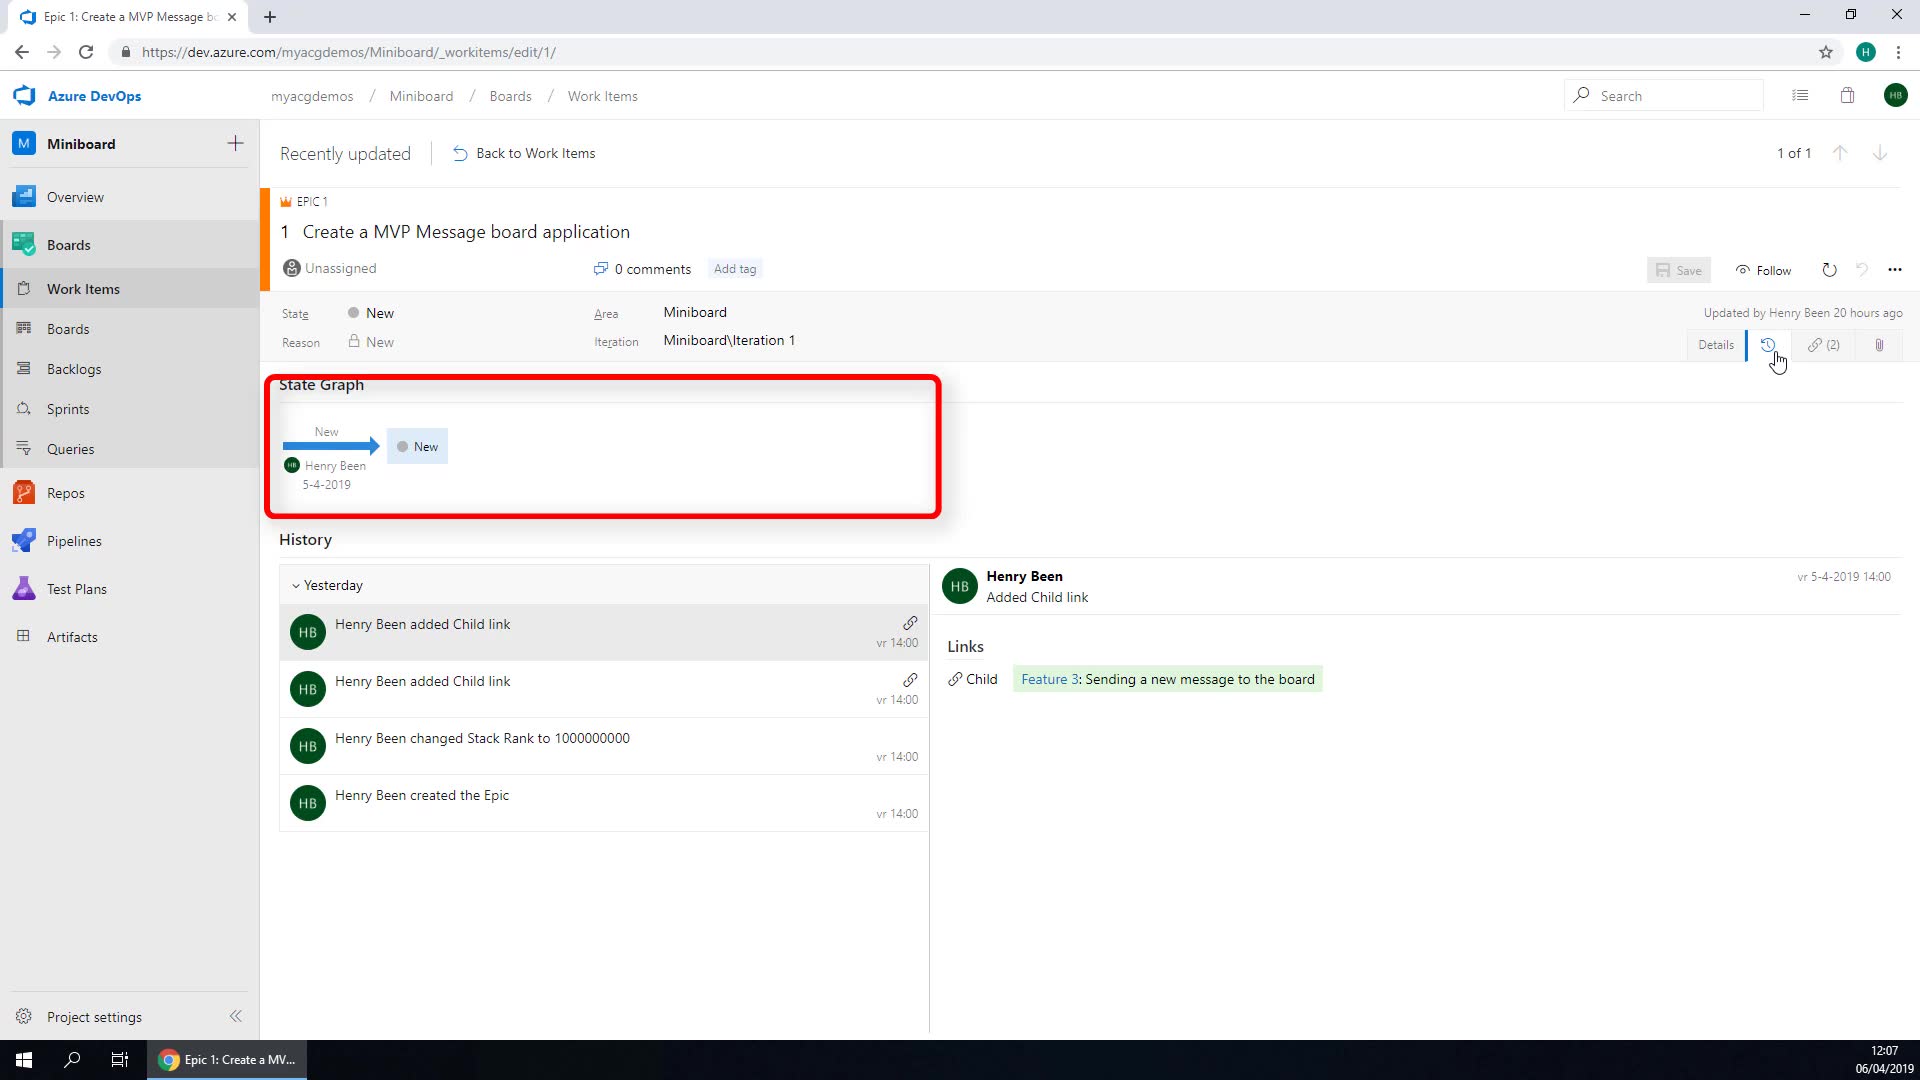 Epic 1: Create a MVP Message bo
https://dev.azure.com/myacgdemos/Miniboard/_workitems/edit/1/
H
Azure DevOps
myacgdemos / Miniboard / Boards / Work Items
Search
HB
M Miniboard
Recently updated
Back to Work Items
1 of 1
Overview
Boards
Work Items
Boards
Backlogs
Sprints
Queries
Repos
Pipelines
Test Plans
Artifacts
Project settings
EPIC 1
1 Create a MVP Message board application
Unassigned
0 comments
Add tag
Save
Follow
State New
Area Miniboard
Updated by Henry Been 20 hours ago
Reason New
Iteration Miniboard\Iteration 1
Details
(2)
State Graph
New
New
HB Henry Been
5-4-2019
History
Yesterday
HB Henry Been added Child link
vr 14:00
HB Henry Been added Child link
vr 14:00
HB Henry Been changed Stack Rank to 1000000000
vr 14:00
HB Henry Been created the Epic
vr 14:00
HB Henry Been
vr 5-4-2019 14:00
Added Child link
Links
Child Feature 3: Sending a new message to the board
Epic 1: Create a MV...
12:07
06/04/2019